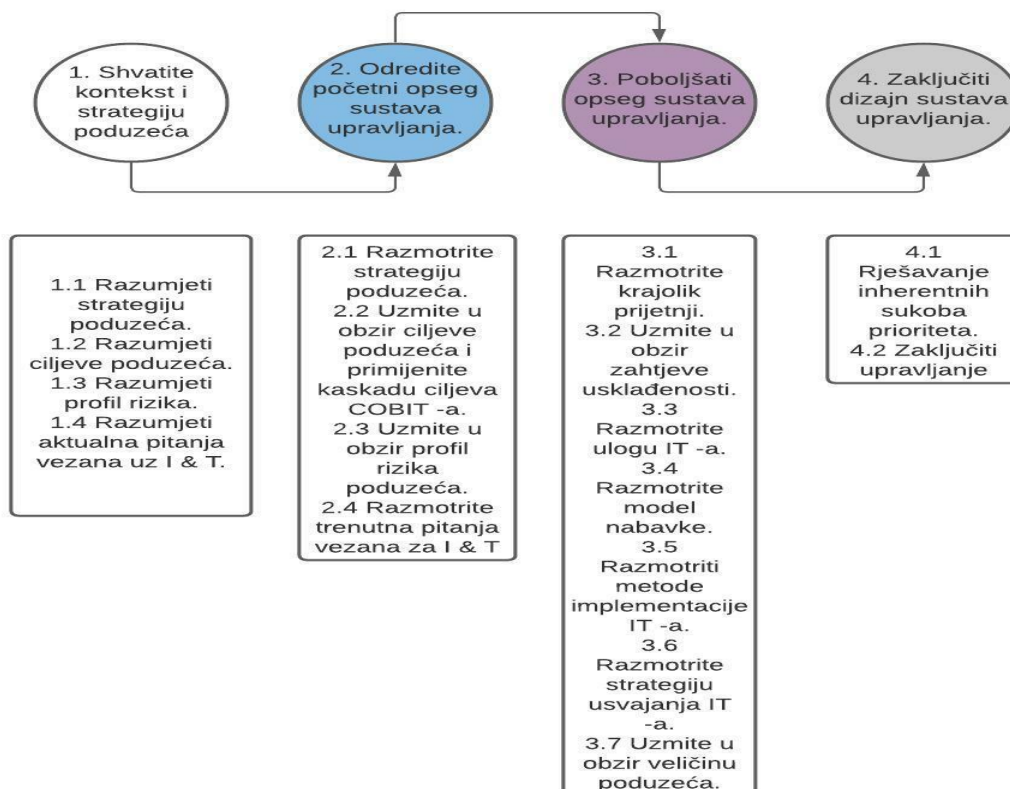 1. Shvatite
kontekst i
strategiju
poduzeća
2. Odredite
početni opseg
sustava
upravljanja.
3. Poboljšati
opseg sustava
upravljanja.
4. Zaključiti
dizajn sustava
upravljanja.
1.1 Razumjeti
strategiju
poduzeća.
1.2 Razumjeti
ciljeve poduzeća.
1.3 Razumjeti
profil rizika.
1.4 Razumjeti
aktualna pitanja
vezana uz I & T.
2.1 Razmotrite
strategiju
poduzeća.
2.2 Uzmite u
obzir ciljeve
poduzeća i
primijenite
kaskadu ciljeva
COBIT -a.
2.3 Uzmite u
obzir profil
rizika
poduzeća.
2.4 Razmotrite
trenutna pitanja
vezana za I & T
3.1
Razmotrite
krajolik
prijetnji.
3.2 Uzmite u
obzir
zahtjeve
usklađenosti.
3.3
Razmotrite
ulogu IT -a.
3.4
Razmotrite
model
nabavke.
3.5
Razmotriti
metode
implementacije
IT -a.
3.6
Razmotrite
strategiju
usvajanja IT
-a.
3.7 Uzmite u
obzir veličinu
poduzeća.
4.1
Rješavanje
inherentnih
sukoba
prioriteta.
4.2 Zaključiti
upravljanje